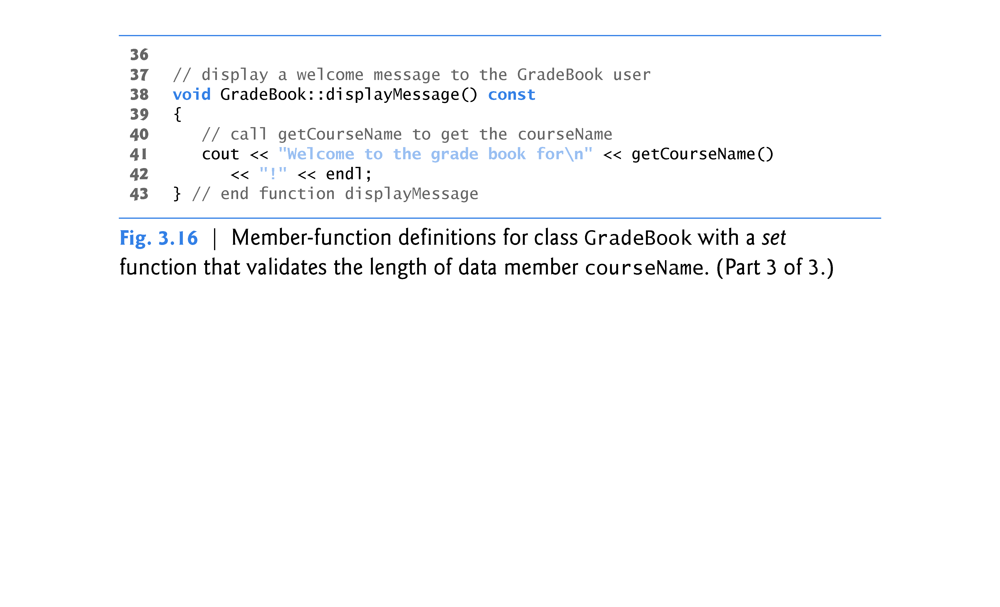 36
37 // display a welcome message to the GradeBook user
38 void GradeBook::displayMessage() const
39 {
40    // call getCourseName to get the courseName
41    cout << "Welcome to the grade book for\n" << getCourseName()
42       << "!" << endl;
43 } // end function displayMessage
Fig. 3.16 | Member-function definitions for class GradeBook with a set
function that validates the length of data member courseName. (Part 3 of 3.)